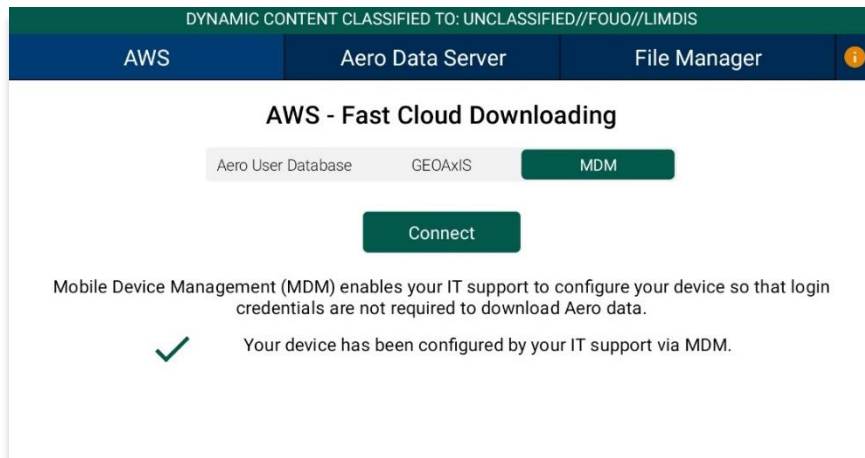 DYNAMIC CONTENT CLASSIFIED TO: UNCLASSIFIED//FOUO//LIMDIS
AWS Aero Data Server File Manager i
AWS - Fast Cloud Downloading
Aero User Database GEOAxIS MDM
Connect
Mobile Device Management (MDM) enables your IT support to configure your device so that login
credentials are not required to download Aero data.
Your device has been configured by your IT support via MDM.